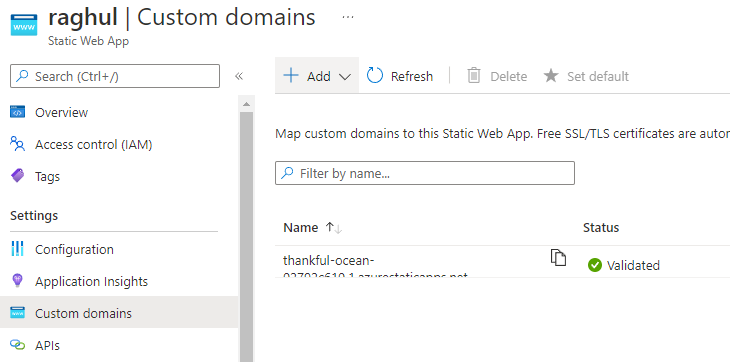 raghul | Custom domains ...
Static Web App
Search (Ctrl+/)
«
Add
Refresh
Delete
Set default
Overview
Access control (IAM)
Tags
Settings
Configuration
Application Insights
Custom domains
APIs
Map custom domains to this Static Web App. Free SSL/TLS certificates are autor
Filter by name...
Name ↑↓
Status
thankful-ocean-
Validated